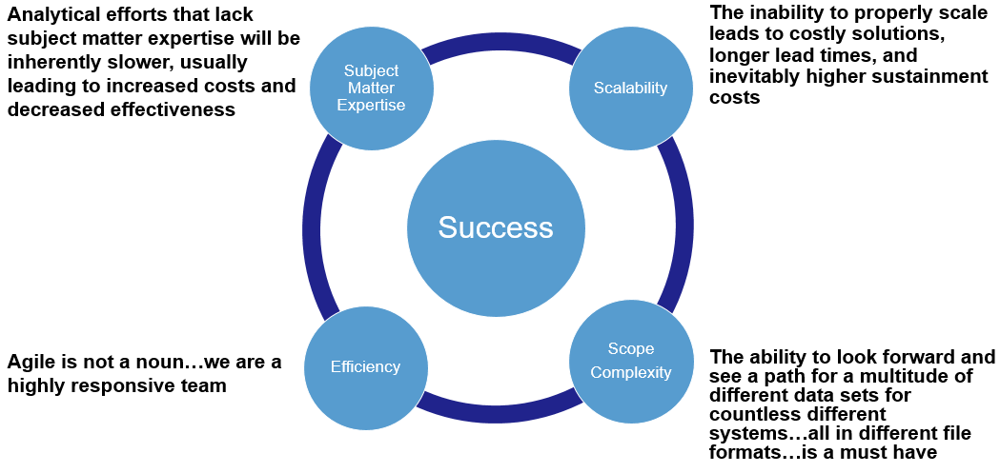 Analytical efforts that lack
subject matter expertise will be
inherently slower, usually
leading to increased costs and
decreased effectiveness
Subject
Matter
Expertise
Scalability
The inability to properly scale
leads to costly solutions,
longer lead times, and
inevitably higher sustainment
costs
Success
Agile is not a noun…we are a
highly responsive team
Efficiency
Scope
Complexity
The ability to look forward and
see a path for a multitude of
different data sets for
countless different
systems…all in different file
formats…is a must have